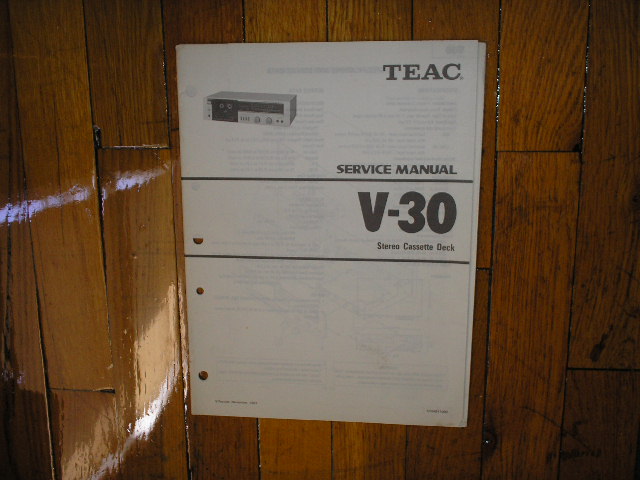 TEAC
SERVICE MANUAL
V-30
Stereo Cassette Deck